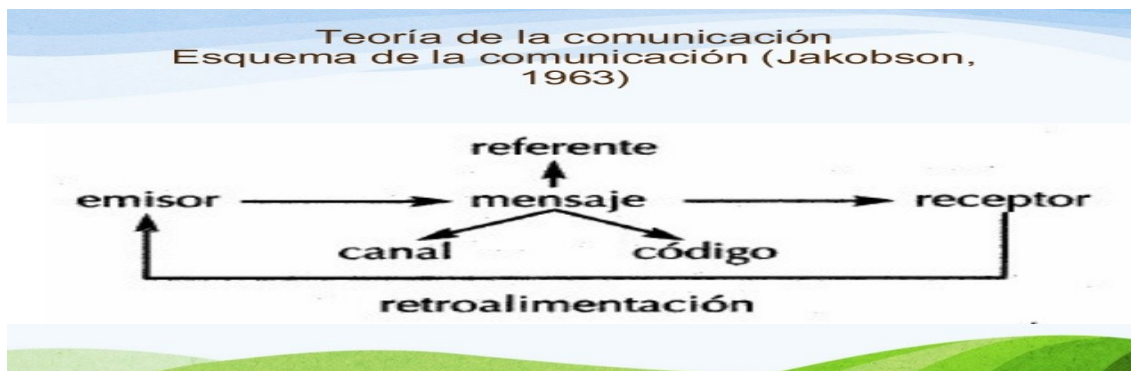 Teoría de la comunicación
Esquema de la comunicación (Jakobson,
1963)
referente
emisor mensaje receptor
canal código
retroalimentación